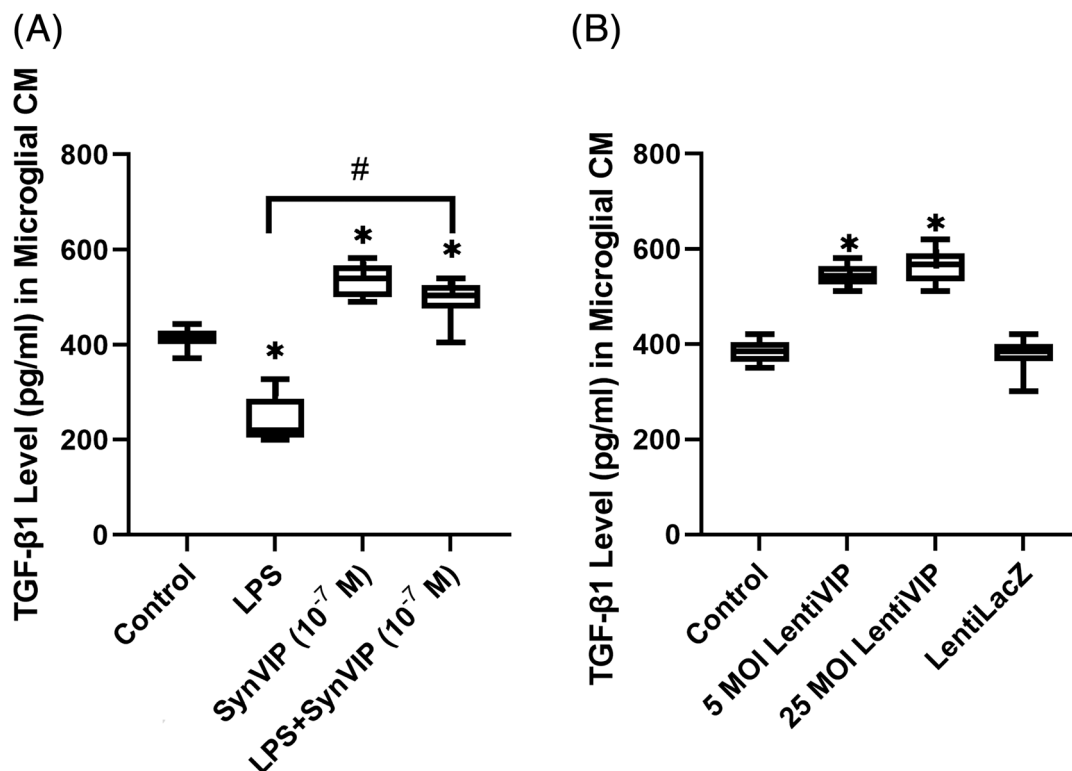 (A)
TGF-β1 Level (pg/ml) in Microglial CM
800
600
400
200
0
#
*
*
*
Control
LPS
SynVIP (10⁻⁷ M)
LPS+SynVIP (10⁻⁷ M)
(B)
TGF-β1 Level (pg/ml) in Microglial CM
800
600
400
200
0
*
*
Control
5 MOI LentiVIP
25 MOI LentiVIP
LentiLacZ